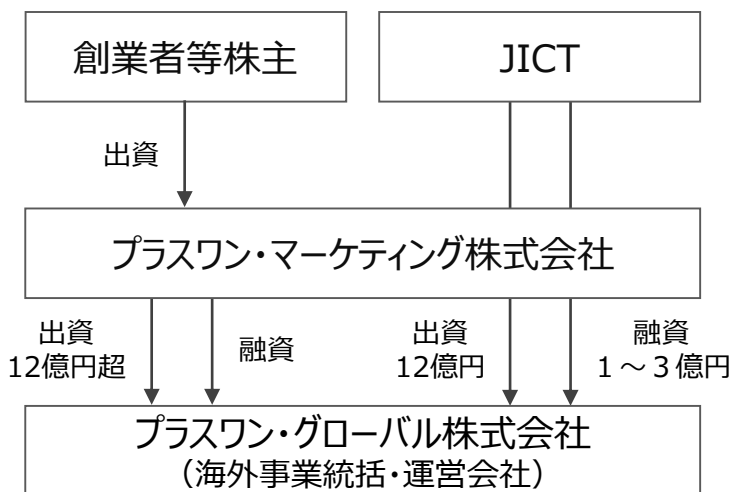 創業者等株主
JICT
出資
プラスワン・マーケティング株式会社
出資
12億円超
融資
出資
12億円
融資
1～3億円
プラスワン・グローバル株式会社
（海外事業統括・運営会社）